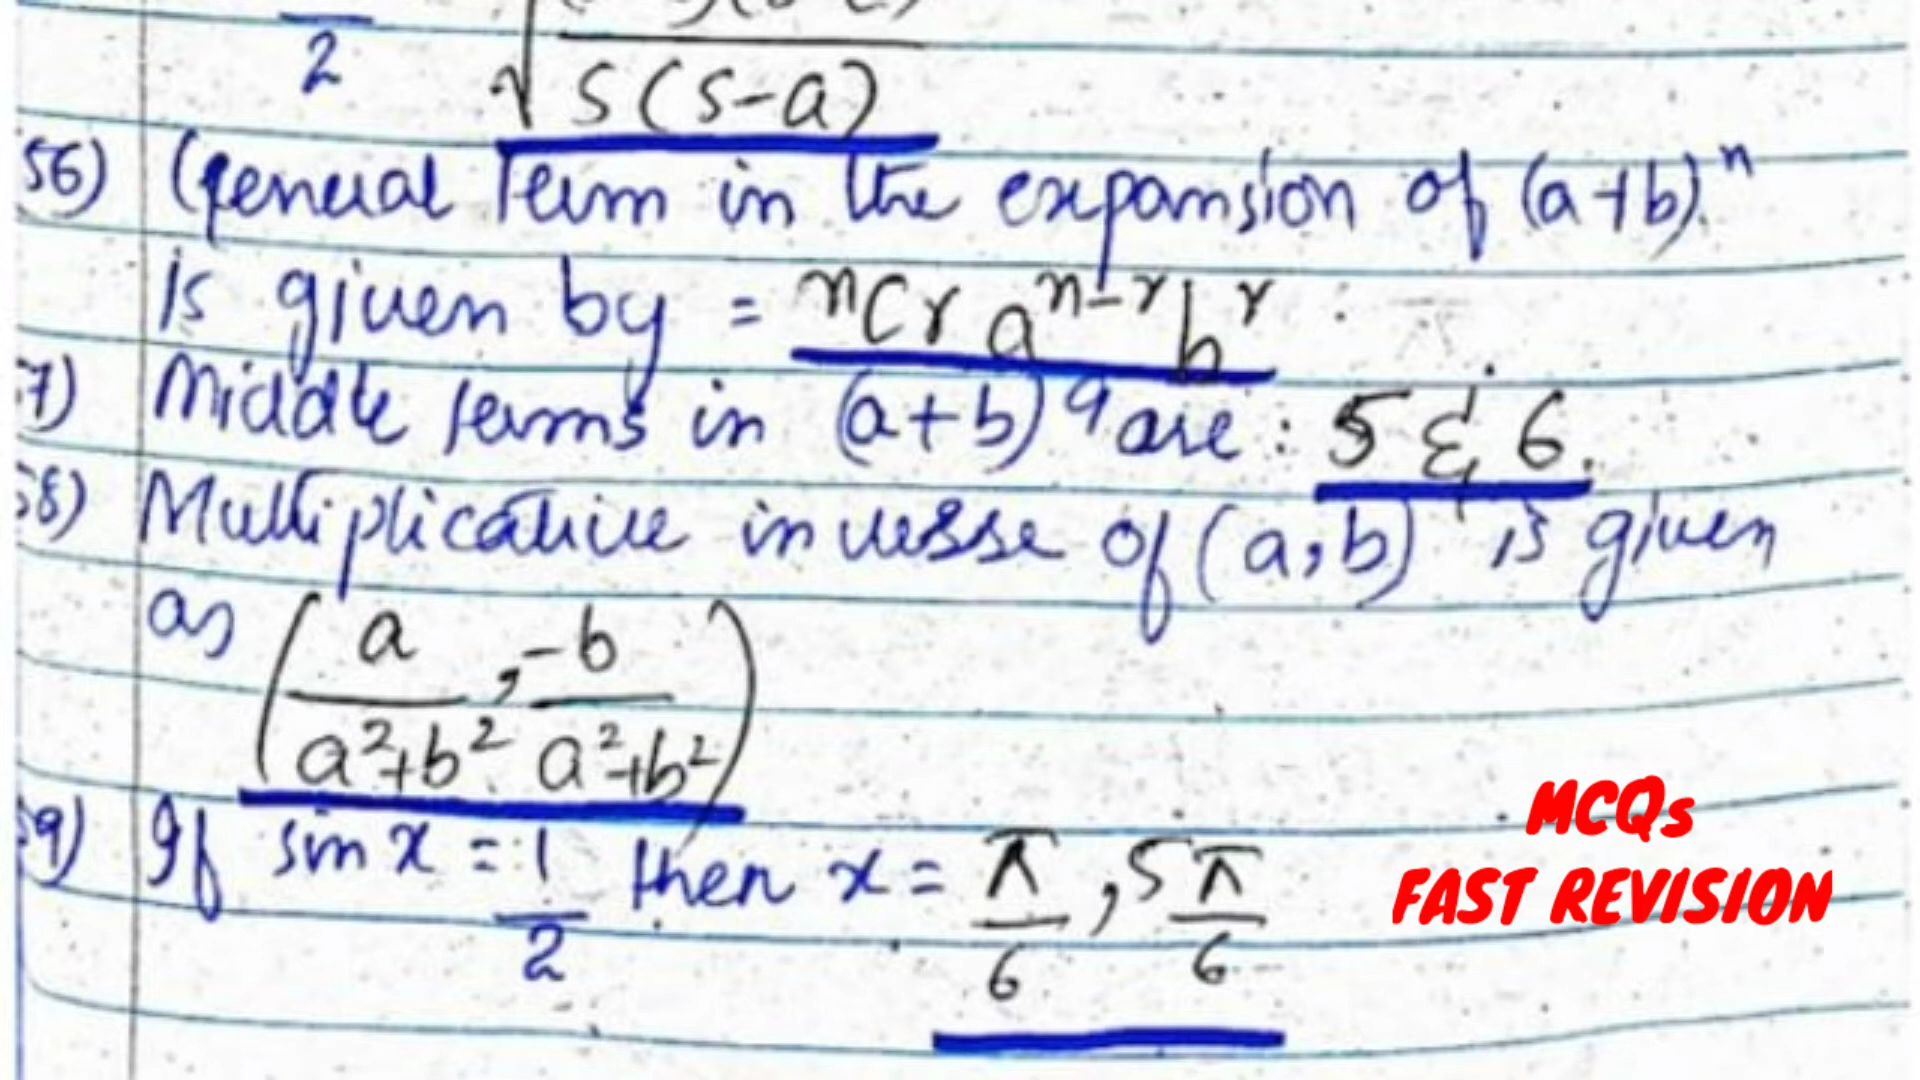 2 √ s(s-a)
56) General Term in the expansion of (a+b)ⁿ
is given by = ⁿCr aⁿ⁻ʳbʳ
7) Middle terms in (a+b)⁹ are : 5 & 6.
58) Multiplicative inverse of (a,b) is given
as (a/a²+b² , -b/a²+b²)
59) If sin x = 1/2 then x = π/6 , 5π/6
MCQs
FAST REVISION